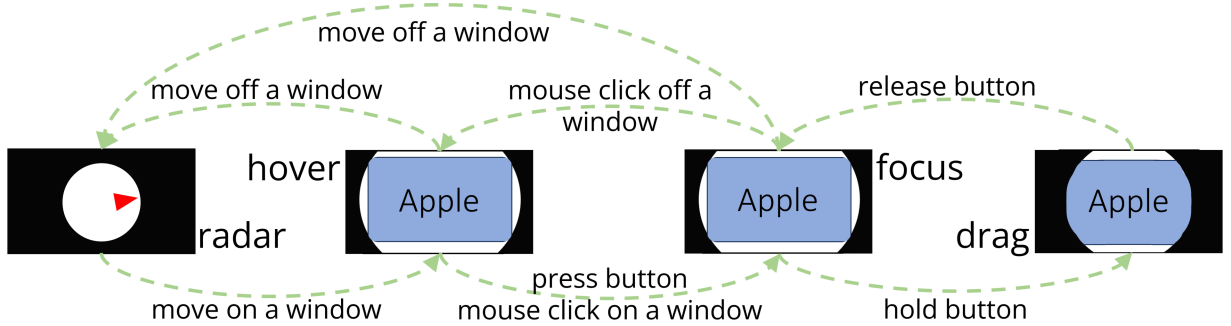 move off a window
move off a window
mouse click off a
window
release button
hover
Apple
Apple
focus
Apple
radar
drag
move on a window
press button
mouse click on a window
hold button